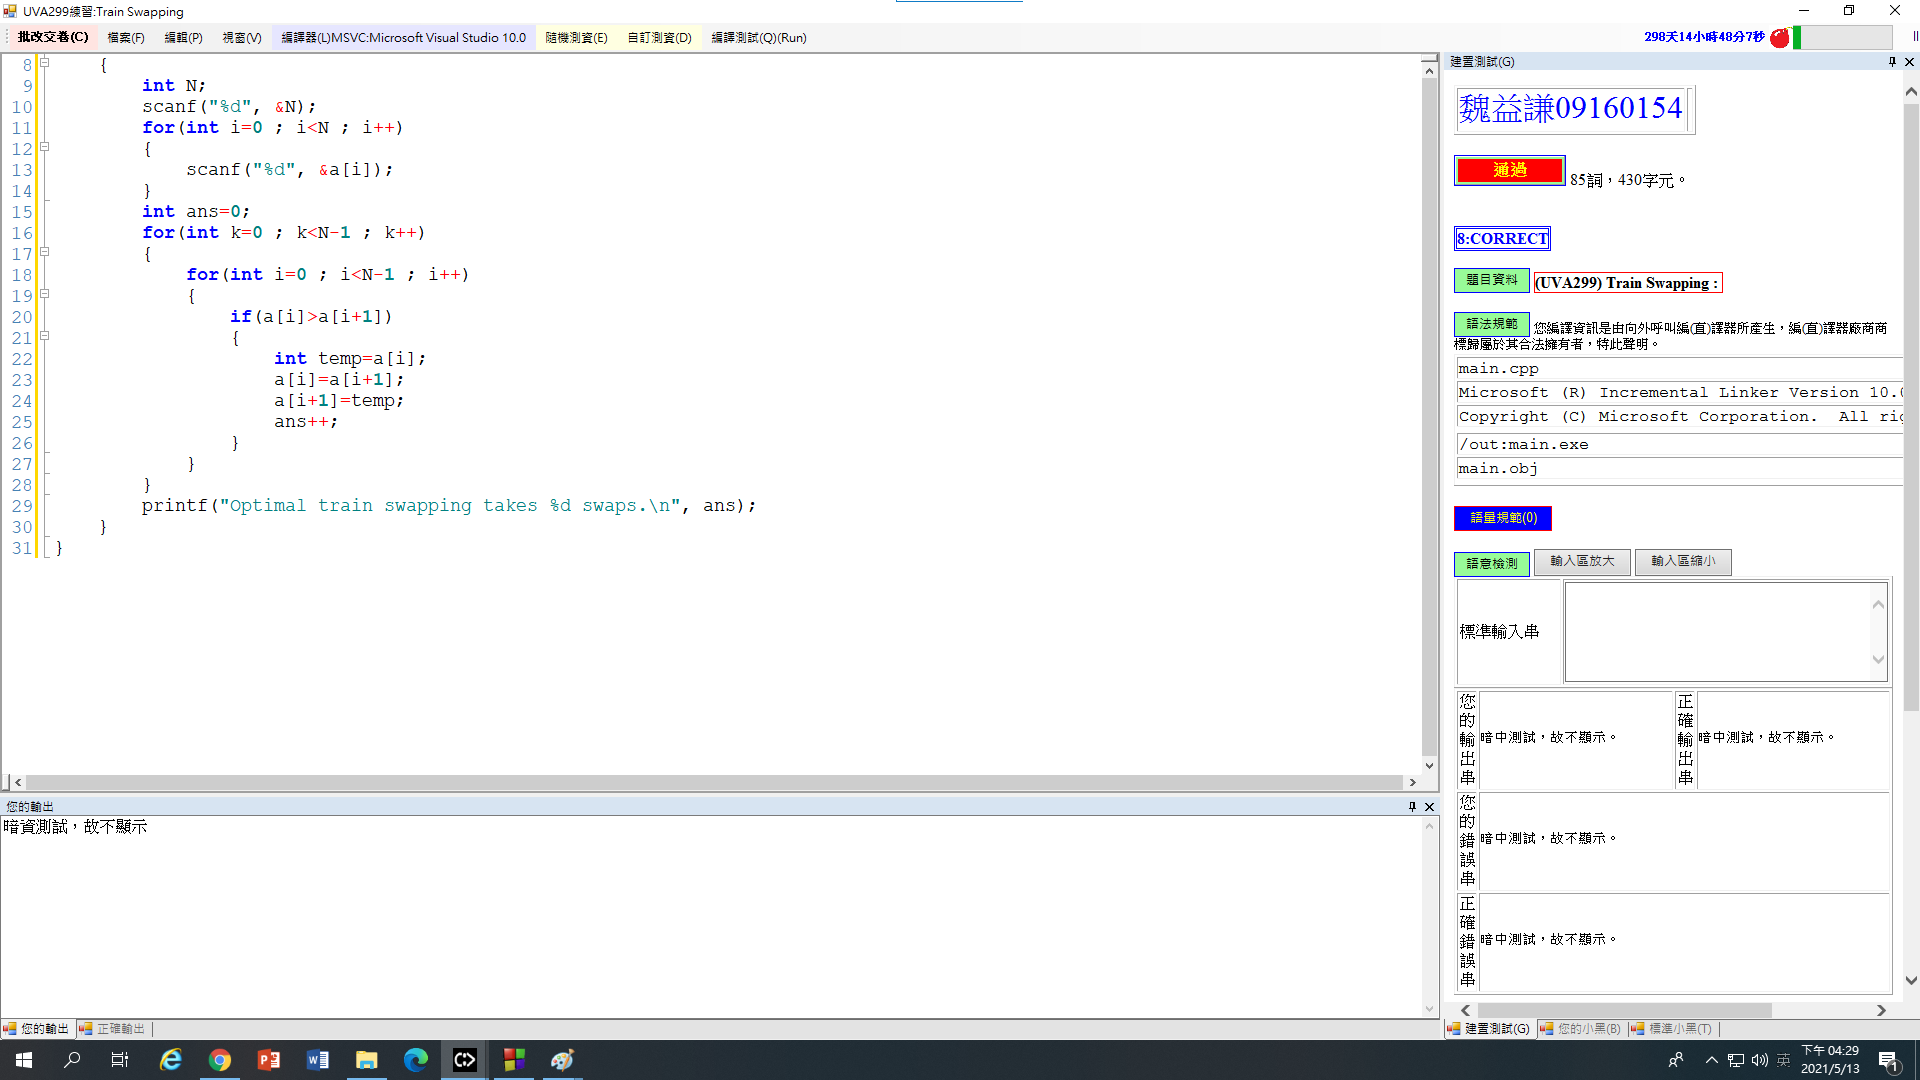 UVA299練習:Train Swapping
批改交卷(C) 檔案(F) 編輯(P) 視窗(V) 編譯器(L)MSVC:Microsoft Visual Studio 10.0 隨機測資(E) 自訂測資(D) 編譯測試(Q)(Run) 298天14小時48分7秒
8 {
9 int N;
10 scanf("%d", &N);
11 for(int i=0 ; i<N ; i++)
12 {
13 scanf("%d", &a[i]);
14 }
15 int ans=0;
16 for(int k=0 ; k<N-1 ; k++)
17 {
18 for(int i=0 ; i<N-1 ; i++)
19 {
20 if(a[i]>a[i+1])
21 {
22 int temp=a[i];
23 a[i]=a[i+1];
24 a[i+1]=temp;
25 ans++;
26 }
27 }
28 }
29 printf("Optimal train swapping takes %d swaps.\n", ans);
30 }
31 }
您的輸出
暗資測試，故不顯示
您的輸出 正確輸出
建置測試(G)
魏益謙09160154
通過 85詞，430字元。
8:CORRECT
題目資料 (UVA299) Train Swapping :
語法規範 您編譯資訊是由向外呼叫編(直)譯器所產生，編(直)譯器廠商商
標歸屬於其合法擁有者，特此聲明。
main.cpp
Microsoft (R) Incremental Linker Version 10.0
Copyright (C) Microsoft Corporation.  All rig
/out:main.exe
main.obj
語量規範(0)
語意檢測 輸入區放大 輸入區縮小
標準輸入串
您的輸出串 暗中測試，故不顯示。 正確輸出串 暗中測試，故不顯示。
您的錯誤串 暗中測試，故不顯示。
正確錯誤串 暗中測試，故不顯示。
建置測試(G) 您的小黑(B) 標準小黑(T)
英 下午 04:29
2021/5/13
1